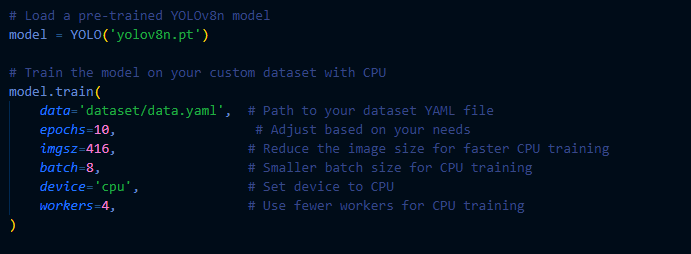 # Load a pre-trained YOLOv8n model
model = YOLO('yolov8n.pt')
# Train the model on your custom dataset with CPU
model.train(
    data='dataset/data.yaml',  # Path to your dataset YAML file
    epochs=10,                  # Adjust based on your needs
    imgsz=416,                 # Reduce the image size for faster CPU training
    batch=8,                   # Smaller batch size for CPU training
    device='cpu',              # Set device to CPU
    workers=4,                 # Use fewer workers for CPU training
)